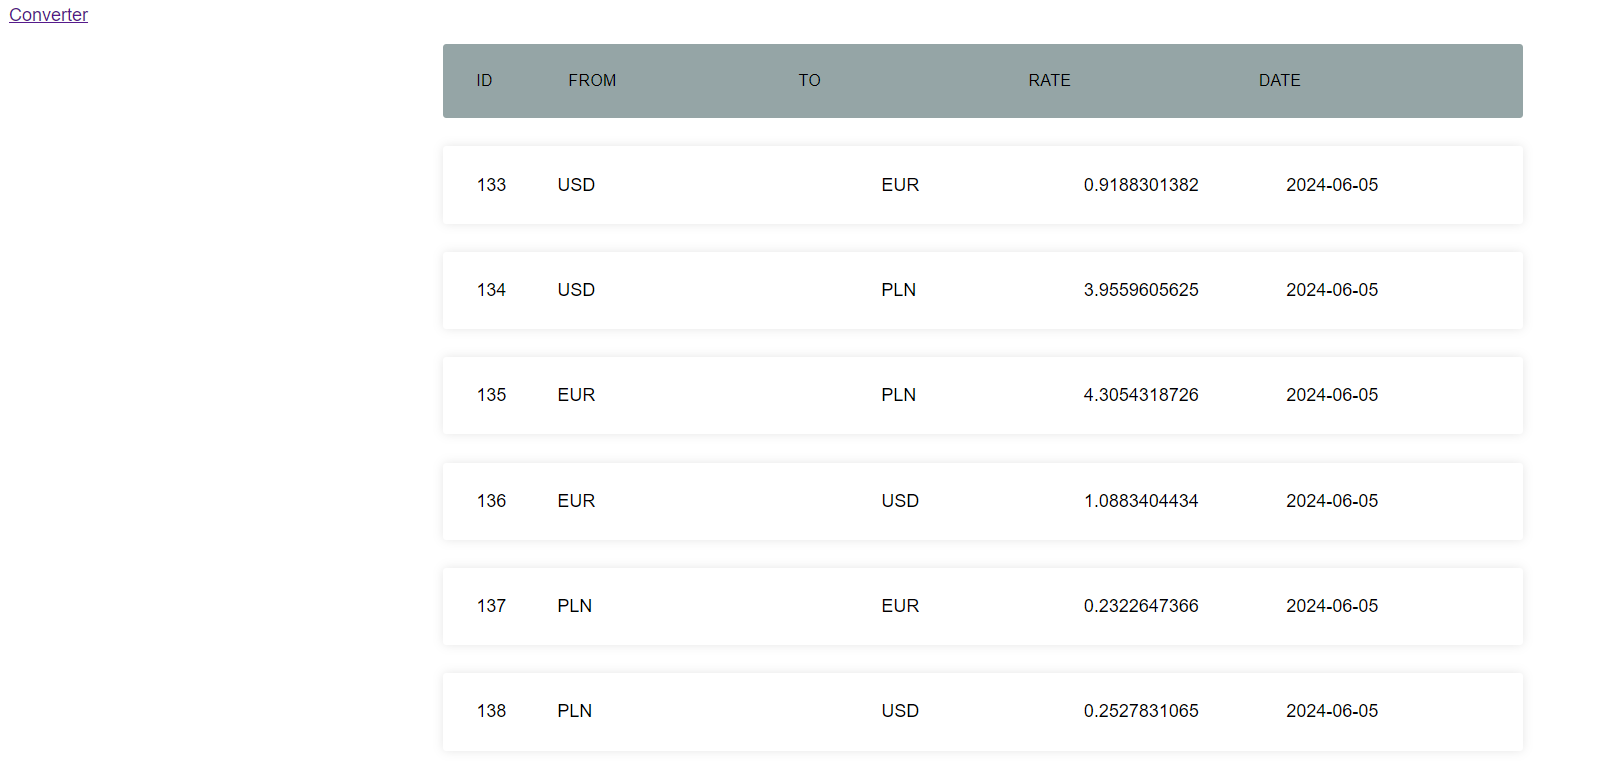 Converter
ID FROM TO RATE DATE
133 USD EUR 0.9188301382 2024-06-05
134 USD PLN 3.9559605625 2024-06-05
135 EUR PLN 4.3054318726 2024-06-05
136 EUR USD 1.0883404434 2024-06-05
137 PLN EUR 0.2322647366 2024-06-05
138 PLN USD 0.2527831065 2024-06-05